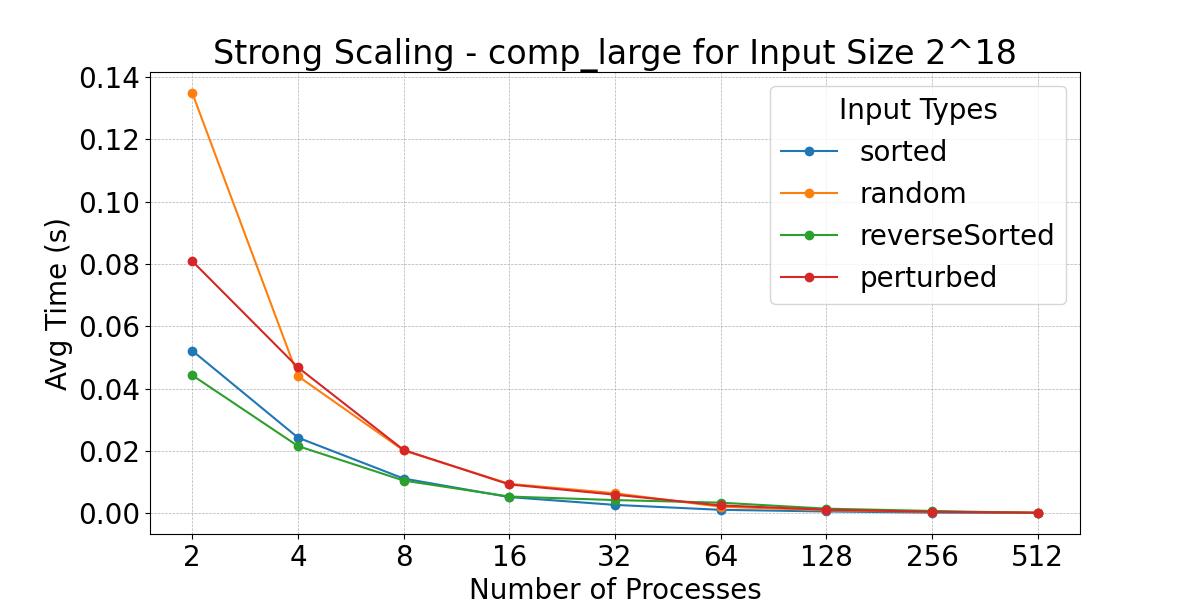 Strong Scaling - comp_large for Input Size 2^18
0.14
0.12
0.10
0.08
0.06
0.04
0.02
0.00
Avg Time (s)
Input Types
sorted
random
reverseSorted
perturbed
2 4 8 16 32 64 128 256 512
Number of Processes